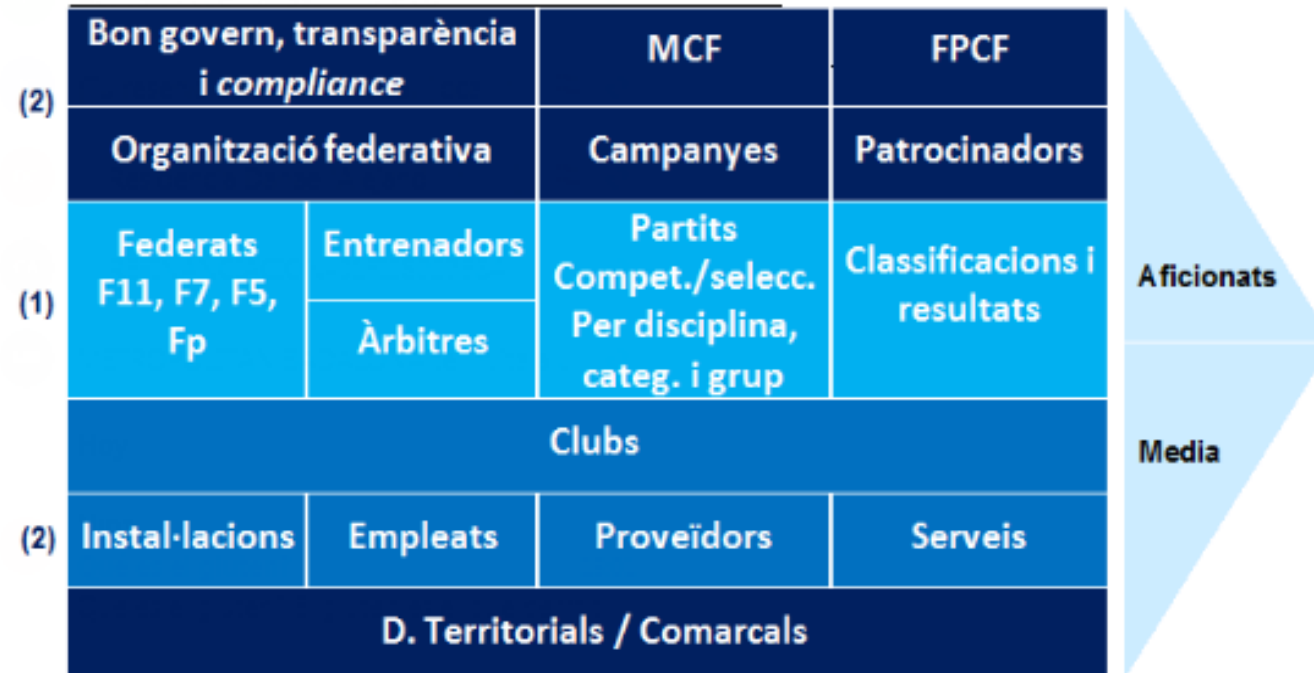 Bon govern, transparència
i compliance
MCF
FPCF
(2)
Organització federativa
Campanyes
Patrocinadors
(1)
Federats
F11, F7, F5,
Fp
Entrenadors
Àrbitres
Partits
Compet./selecc.
Per disciplina,
categ. i grup
Classificacions i
resultats
Aficionats
Clubs
Media
(2)
Instal·lacions
Empleats
Proveïdors
Serveis
D. Territorials / Comarcals